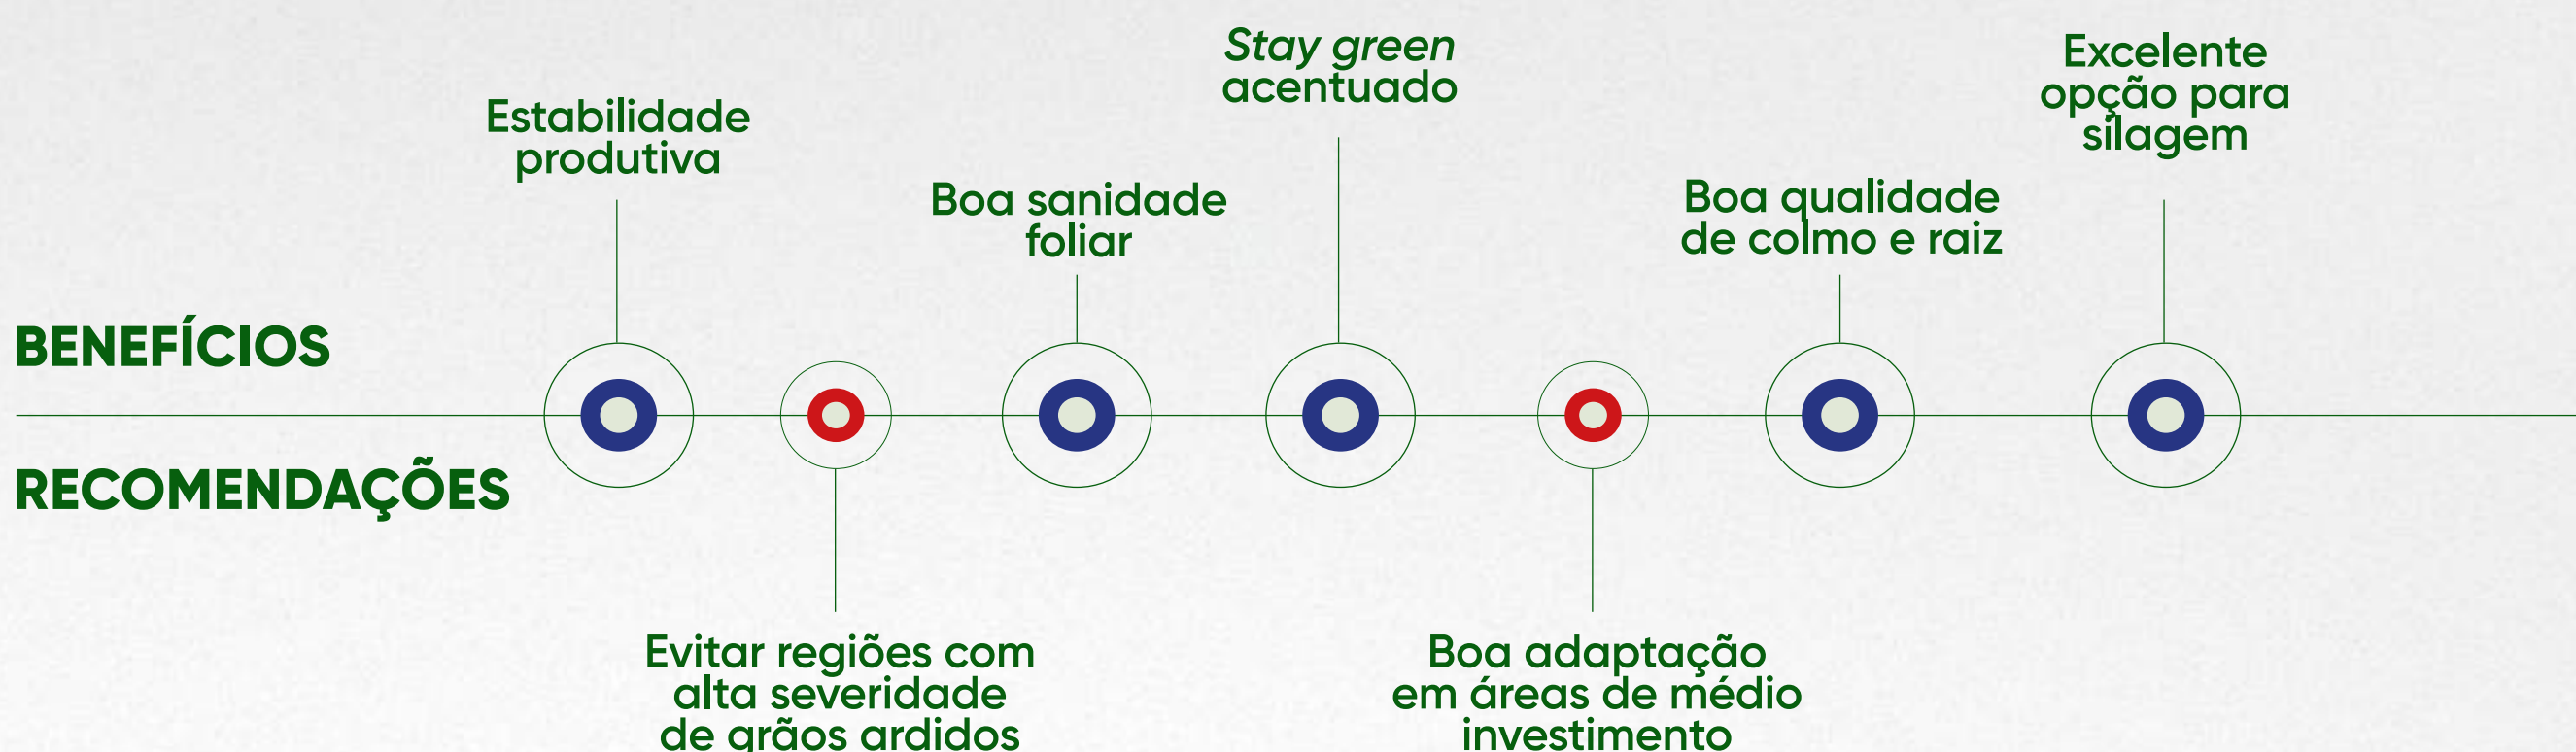 BENEFÍCIOS
Estabilidade
produtiva
Boa sanidade
foliar
Stay green
acentuado
Boa qualidade
de colmo e raiz
Excelente
opção para
silagem
RECOMENDAÇÕES
Evitar regiões com
alta severidade
de grãos ardidos
Boa adaptação
em áreas de médio
investimento